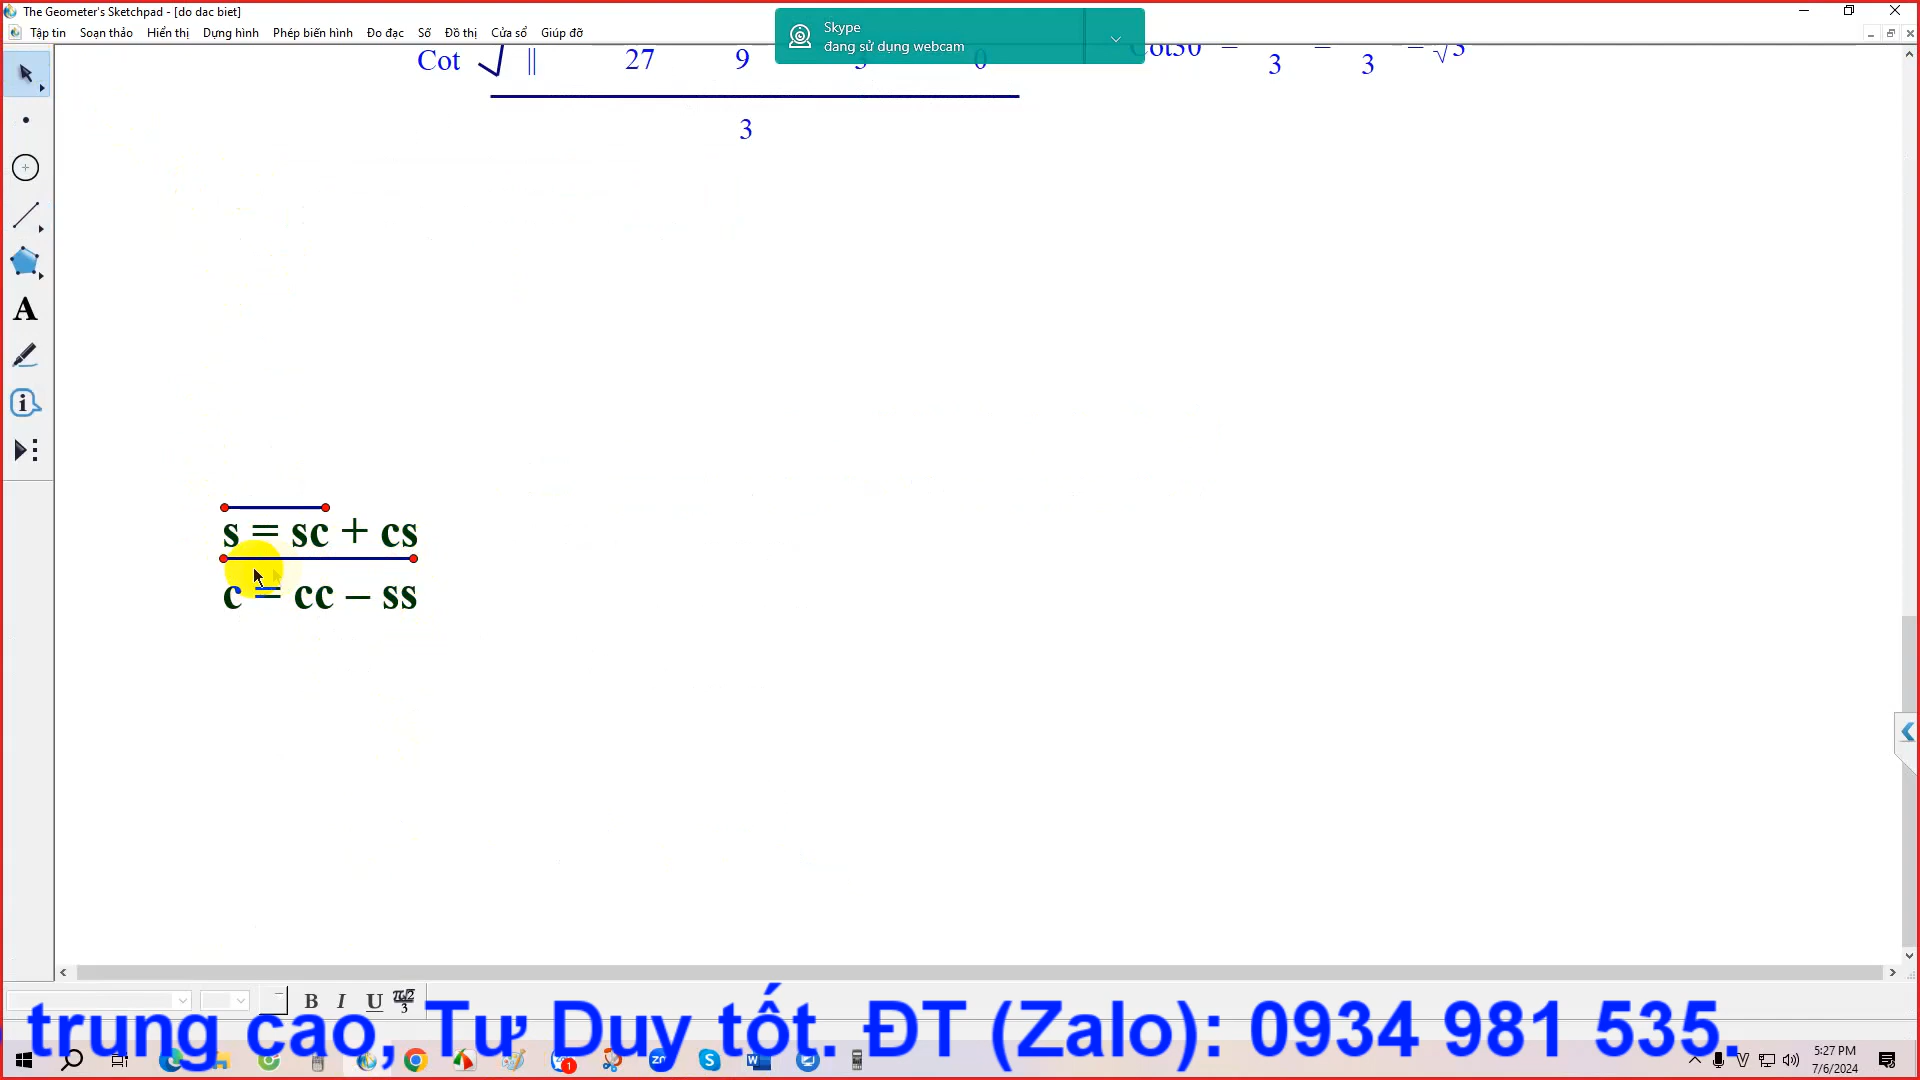 The Geometer's Sketchpad - [do dac biet]
Tập tin Soạn thảo Hiển thị Dựng hình Phép biến hình Đo đạc Số Đồ thị Cửa sổ Giúp đỡ
Skype
đang sử dụng webcam
Cot √ || 27 9 3 0
3
Cot30 = 3 = 3 = √3
s = sc + cs
c = cc – ss
B I U
trung cao, Tư Duy tốt. ĐT (Zalo): 0934 981 535.
5:27 PM
7/6/2024